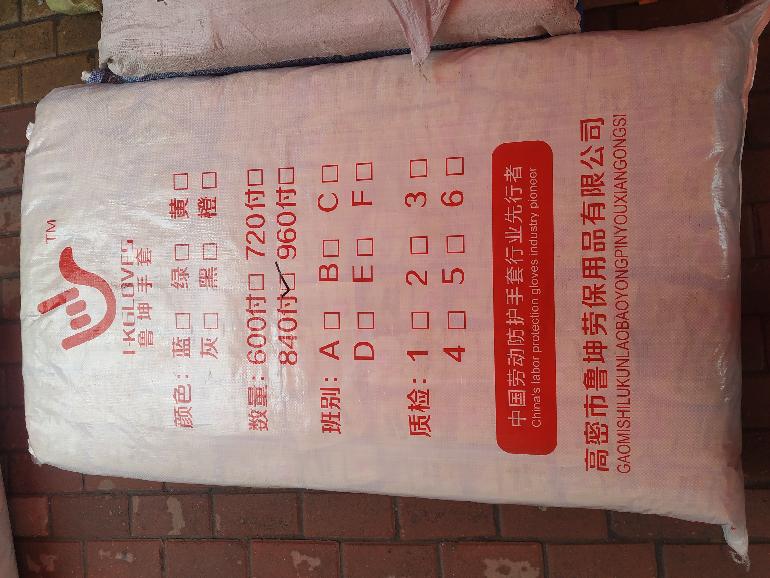 TM
LKGLOVES
鲁坤手套
颜色：蓝□ 绿□ 黄□
灰□ 黑□ 橙□
数量：600付□ 720付□
840付☑ 960付□
班别：A□ B□ C□
D□ E□ F□
质检：1□ 2□ 3□
4□ 5□ 6□
中国劳动防护手套行业先行者
China's labor protection gloves industry pioneer
高密市鲁坤劳保用品有限公司
GAOMISHILUKUNLAOBAOYONGPINYOUXIANGONGSI